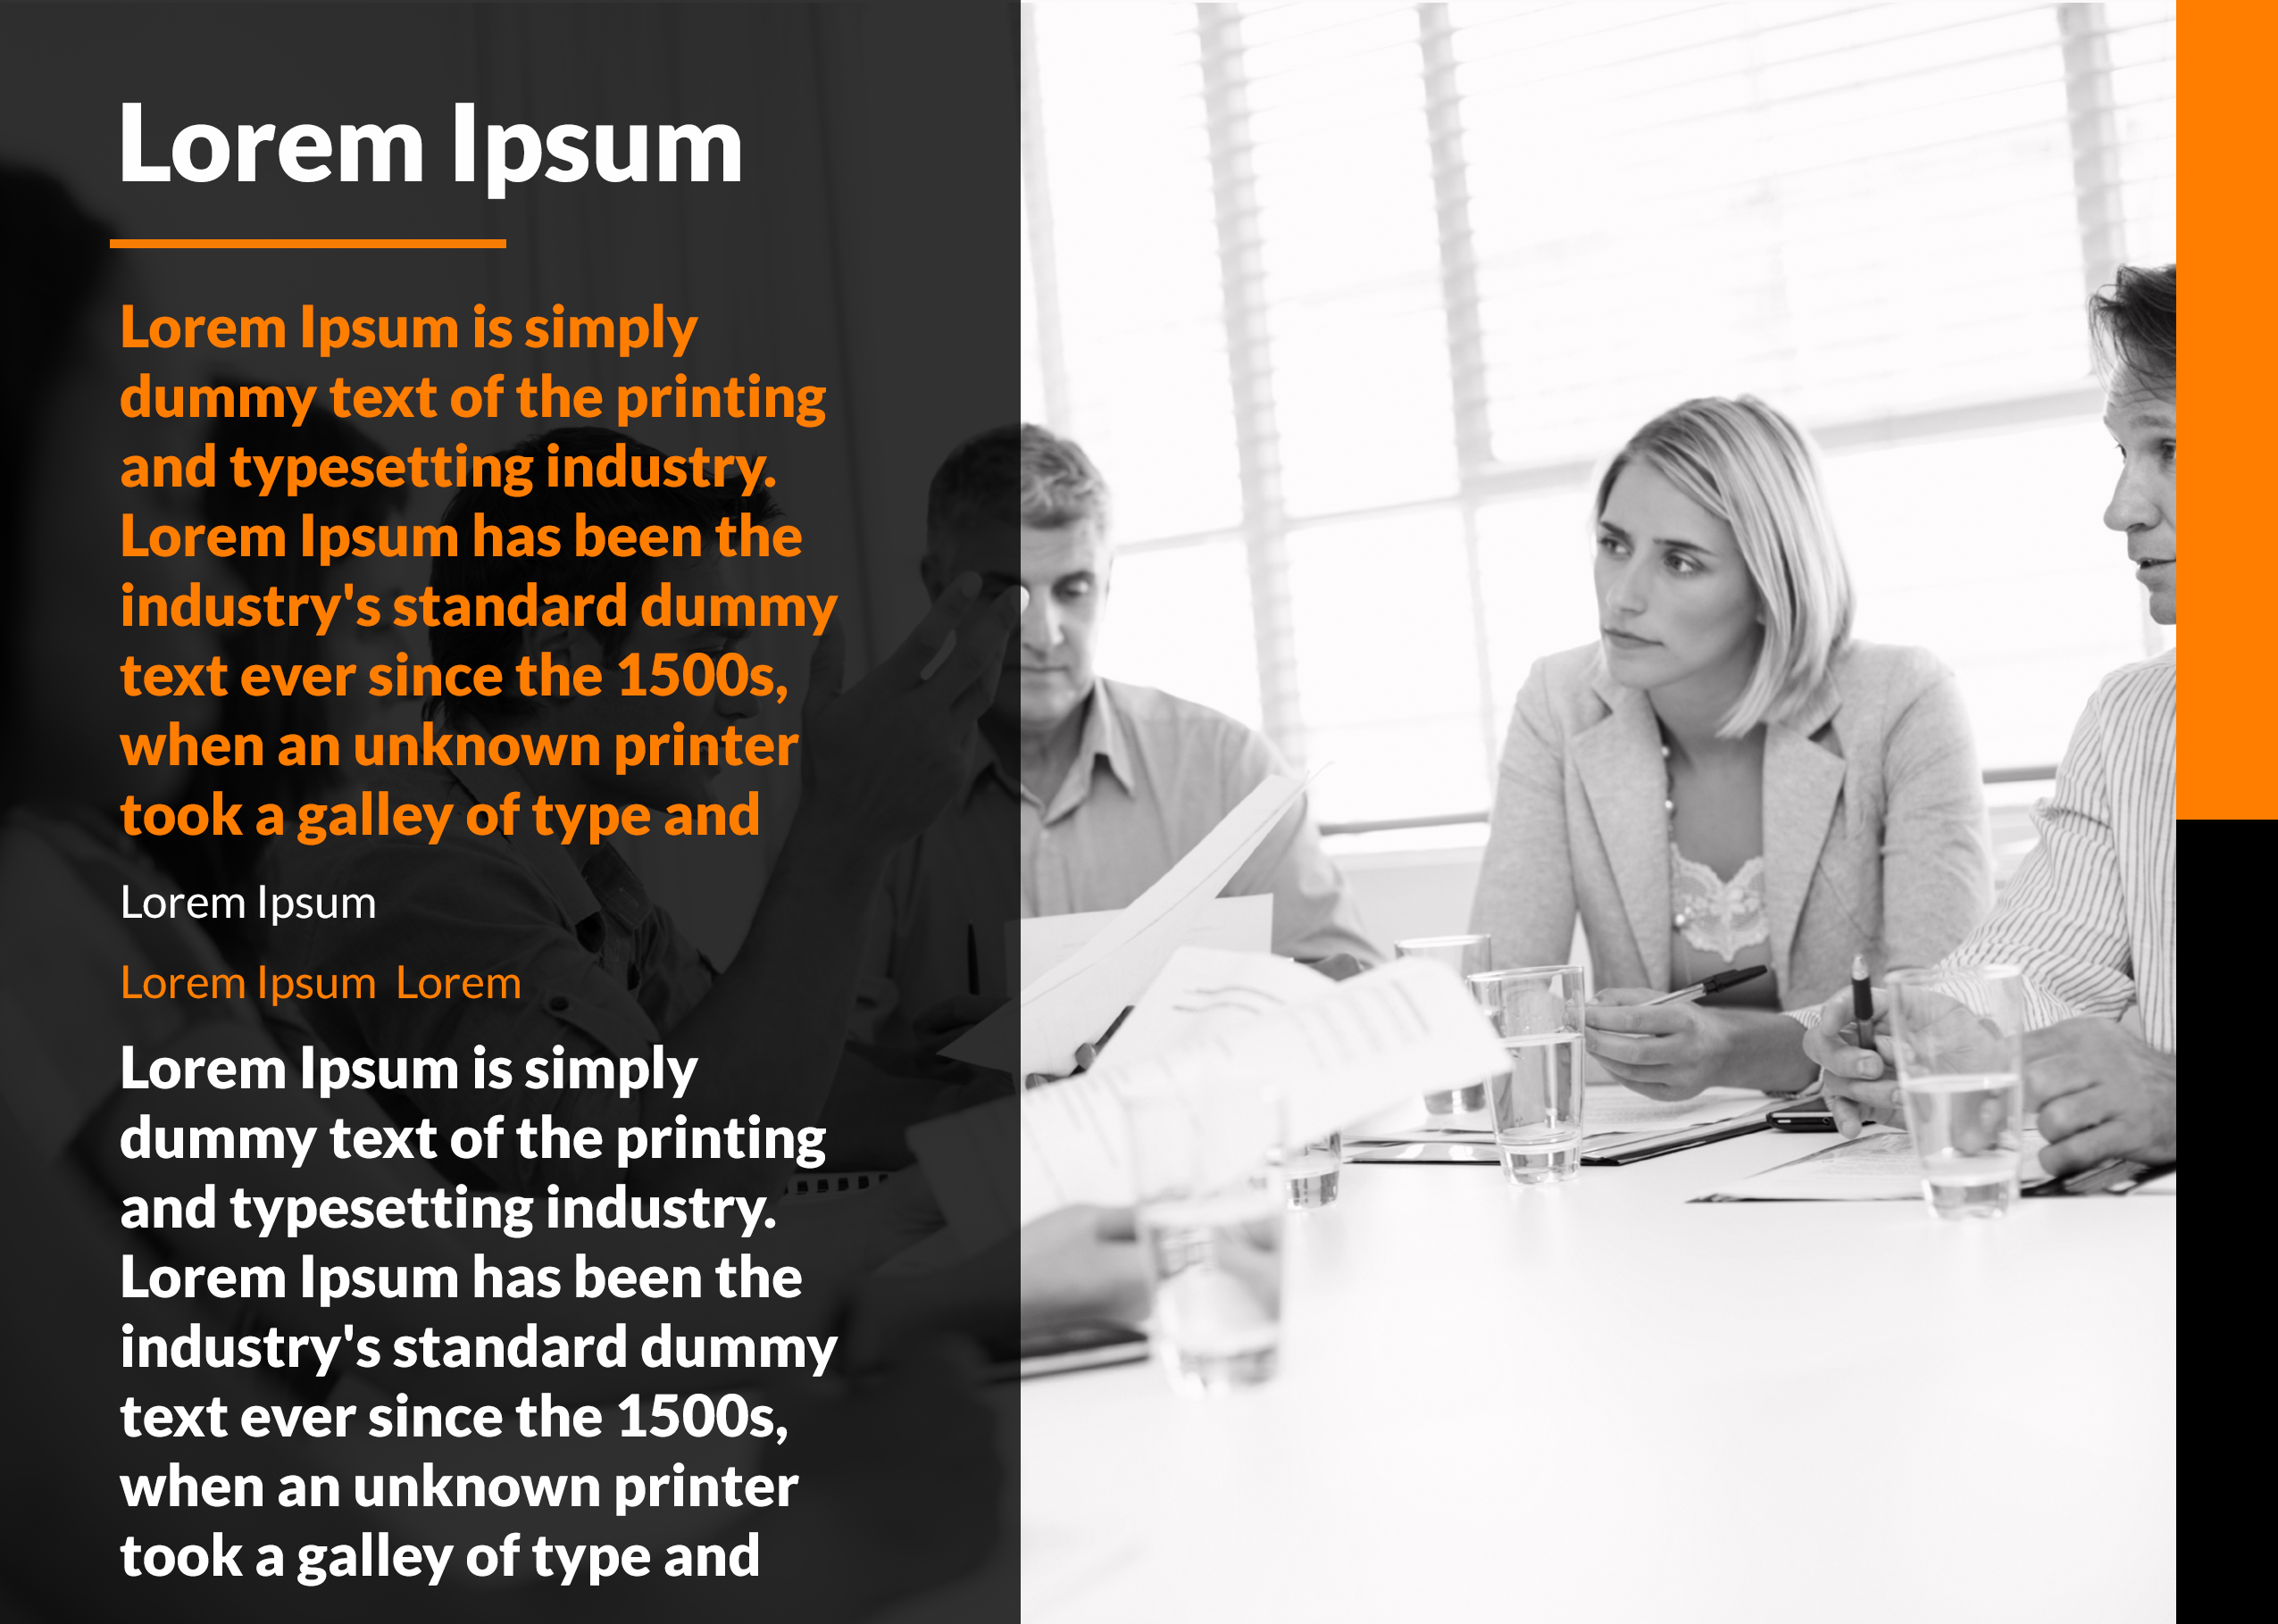 Lorem Ipsum
Lorem Ipsum is simply
dummy text of the printing
and typesetting industry.
Lorem Ipsum has been the
industry's standard dummy
text ever since the 1500s,
when an unknown printer
took a galley of type and
Lorem Ipsum
Lorem Ipsum  Lorem
Lorem Ipsum is simply
dummy text of the printing
and typesetting industry.
Lorem Ipsum has been the
industry's standard dummy
text ever since the 1500s,
when an unknown printer
took a galley of type and